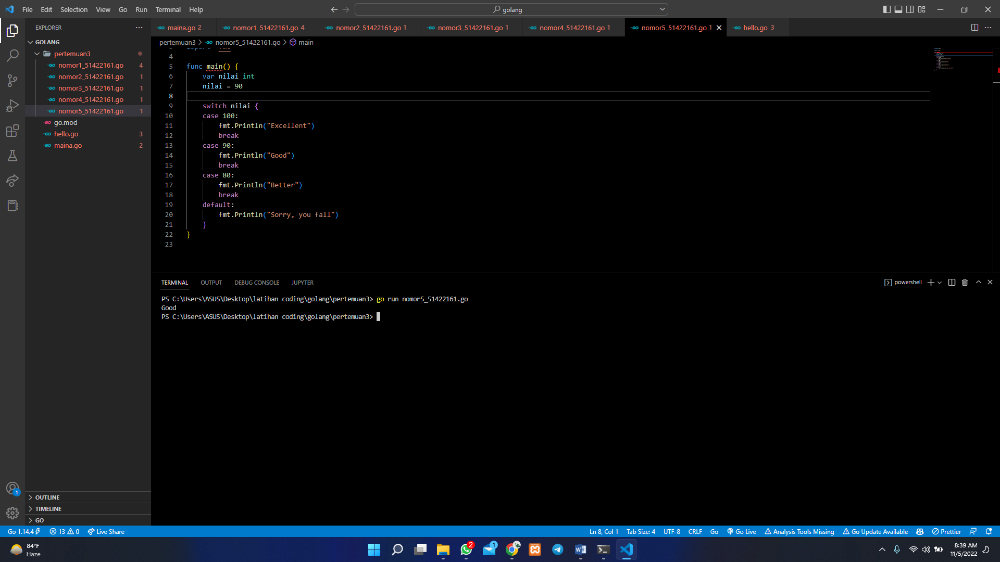 File Edit Selection View Go Run Terminal Help
golang
EXPLORER
GOLANG
pertemuan3
nomor1_51422161.go 4
nomor2_51422161.go 1
nomor3_51422161.go 1
nomor4_51422161.go 1
nomor5_51422161.go 1
go.mod
hello.go 3
maina.go 2
OUTLINE
TIMELINE
GO
maina.go 2 nomor1_51422161.go 4 nomor2_51422161.go 1 nomor3_51422161.go 1 nomor4_51422161.go 1 nomor5_51422161.go 1 hello.go 3
pertemuan3 > nomor5_51422161.go > main
4
5 func main() {
6 var nilai int
7 nilai = 90
8
9 switch nilai {
10 case 100:
11 fmt.Println("Excellent")
12 break
13 case 90:
14 fmt.Println("Good")
15 break
16 case 80:
17 fmt.Println("Better")
18 break
19 default:
20 fmt.Println("Sorry, you fall")
21 }
22 }
23
TERMINAL OUTPUT DEBUG CONSOLE JUPYTER
powershell
PS C:\Users\ASUS\Desktop\latihan coding\golang\pertemuan3> go run nomor5_51422161.go
Good
PS C:\Users\ASUS\Desktop\latihan coding\golang\pertemuan3>
1
Go 1.14.4 13 0 Live Share
Ln 8, Col 1 Tab Size: 4 UTF-8 CRLF Go Go Live Analysis Tools Missing Go Update Available Prettier
84°F
Haze
2
1
8:39 AM
11/5/2022